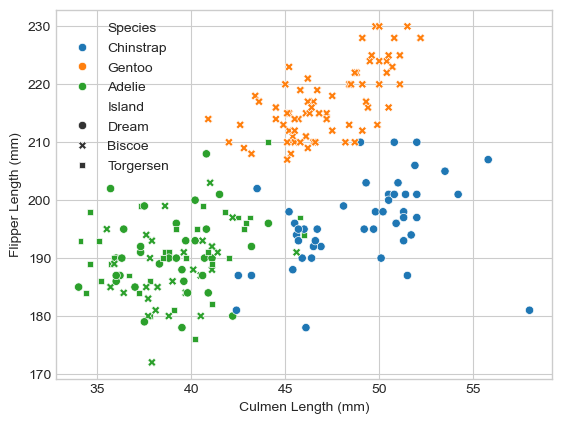 Species
Chinstrap
Gentoo
Adelie
Island
Dream
Biscoe
Torgersen
230
220
210
200
190
180
170
35 40 45 50 55
Flipper Length (mm)
Culmen Length (mm)